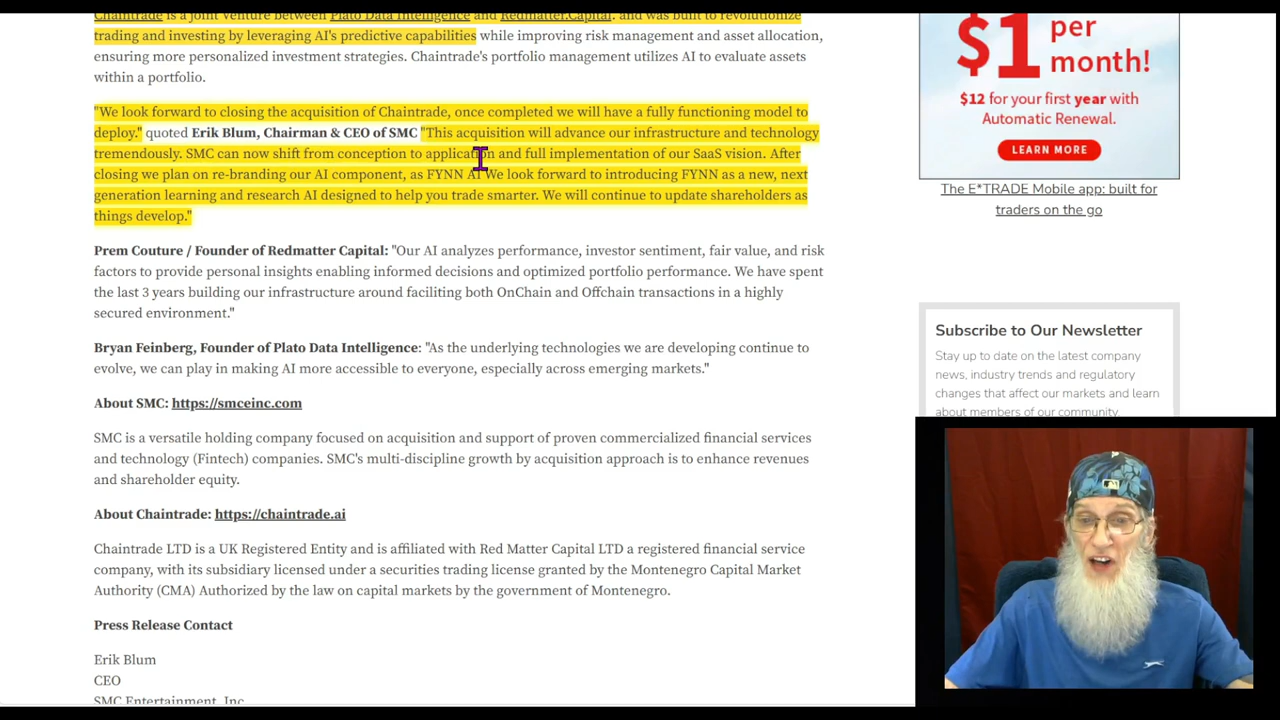 Chaintrade is a joint venture between Plato Data Intelligence and Redmatter.Capital. and was built to revolutionize
trading and investing by leveraging AI's predictive capabilities while improving risk management and asset allocation,
ensuring more personalized investment strategies. Chaintrade's portfolio management utilizes AI to evaluate assets
within a portfolio.
"We look forward to closing the acquisition of Chaintrade, once completed we will have a fully functioning model to
deploy." quoted Erik Blum, Chairman & CEO of SMC "This acquisition will advance our infrastructure and technology
tremendously. SMC can now shift from conception to application and full implementation of our SaaS vision. After
closing we plan on re-branding our AI component, as FYNN AI We look forward to introducing FYNN as a new, next
generation learning and research AI designed to help you trade smarter. We will continue to update shareholders as
things develop."
Prem Couture / Founder of Redmatter Capital: "Our AI analyzes performance, investor sentiment, fair value, and risk
factors to provide personal insights enabling informed decisions and optimized portfolio performance. We have spent
the last 3 years building our infrastructure around faciliting both OnChain and Offchain transactions in a highly
secured environment."
Bryan Feinberg, Founder of Plato Data Intelligence: "As the underlying technologies we are developing continue to
evolve, we can play in making AI more accessible to everyone, especially across emerging markets."
About SMC: https://smceinc.com
SMC is a versatile holding company focused on acquisition and support of proven commercialized financial services
and technology (Fintech) companies. SMC's multi-discipline growth by acquisition approach is to enhance revenues
and shareholder equity.
About Chaintrade: https://chaintrade.ai
Chaintrade LTD is a UK Registered Entity and is affiliated with Red Matter Capital LTD a registered financial service
company, with its subsidiary licensed under a securities trading license granted by the Montenegro Capital Market
Authority (CMA) Authorized by the law on capital markets by the government of Montenegro.
Press Release Contact
Erik Blum
CEO
SMC Entertainment, Inc
$1 per
month!
$12 for your first year with
Automatic Renewal.
LEARN MORE
The E*TRADE Mobile app: built for
traders on the go
Subscribe to Our Newsletter
Stay up to date on the latest company
news, industry trends and regulatory
changes that affect our markets and learn
about members of our community.